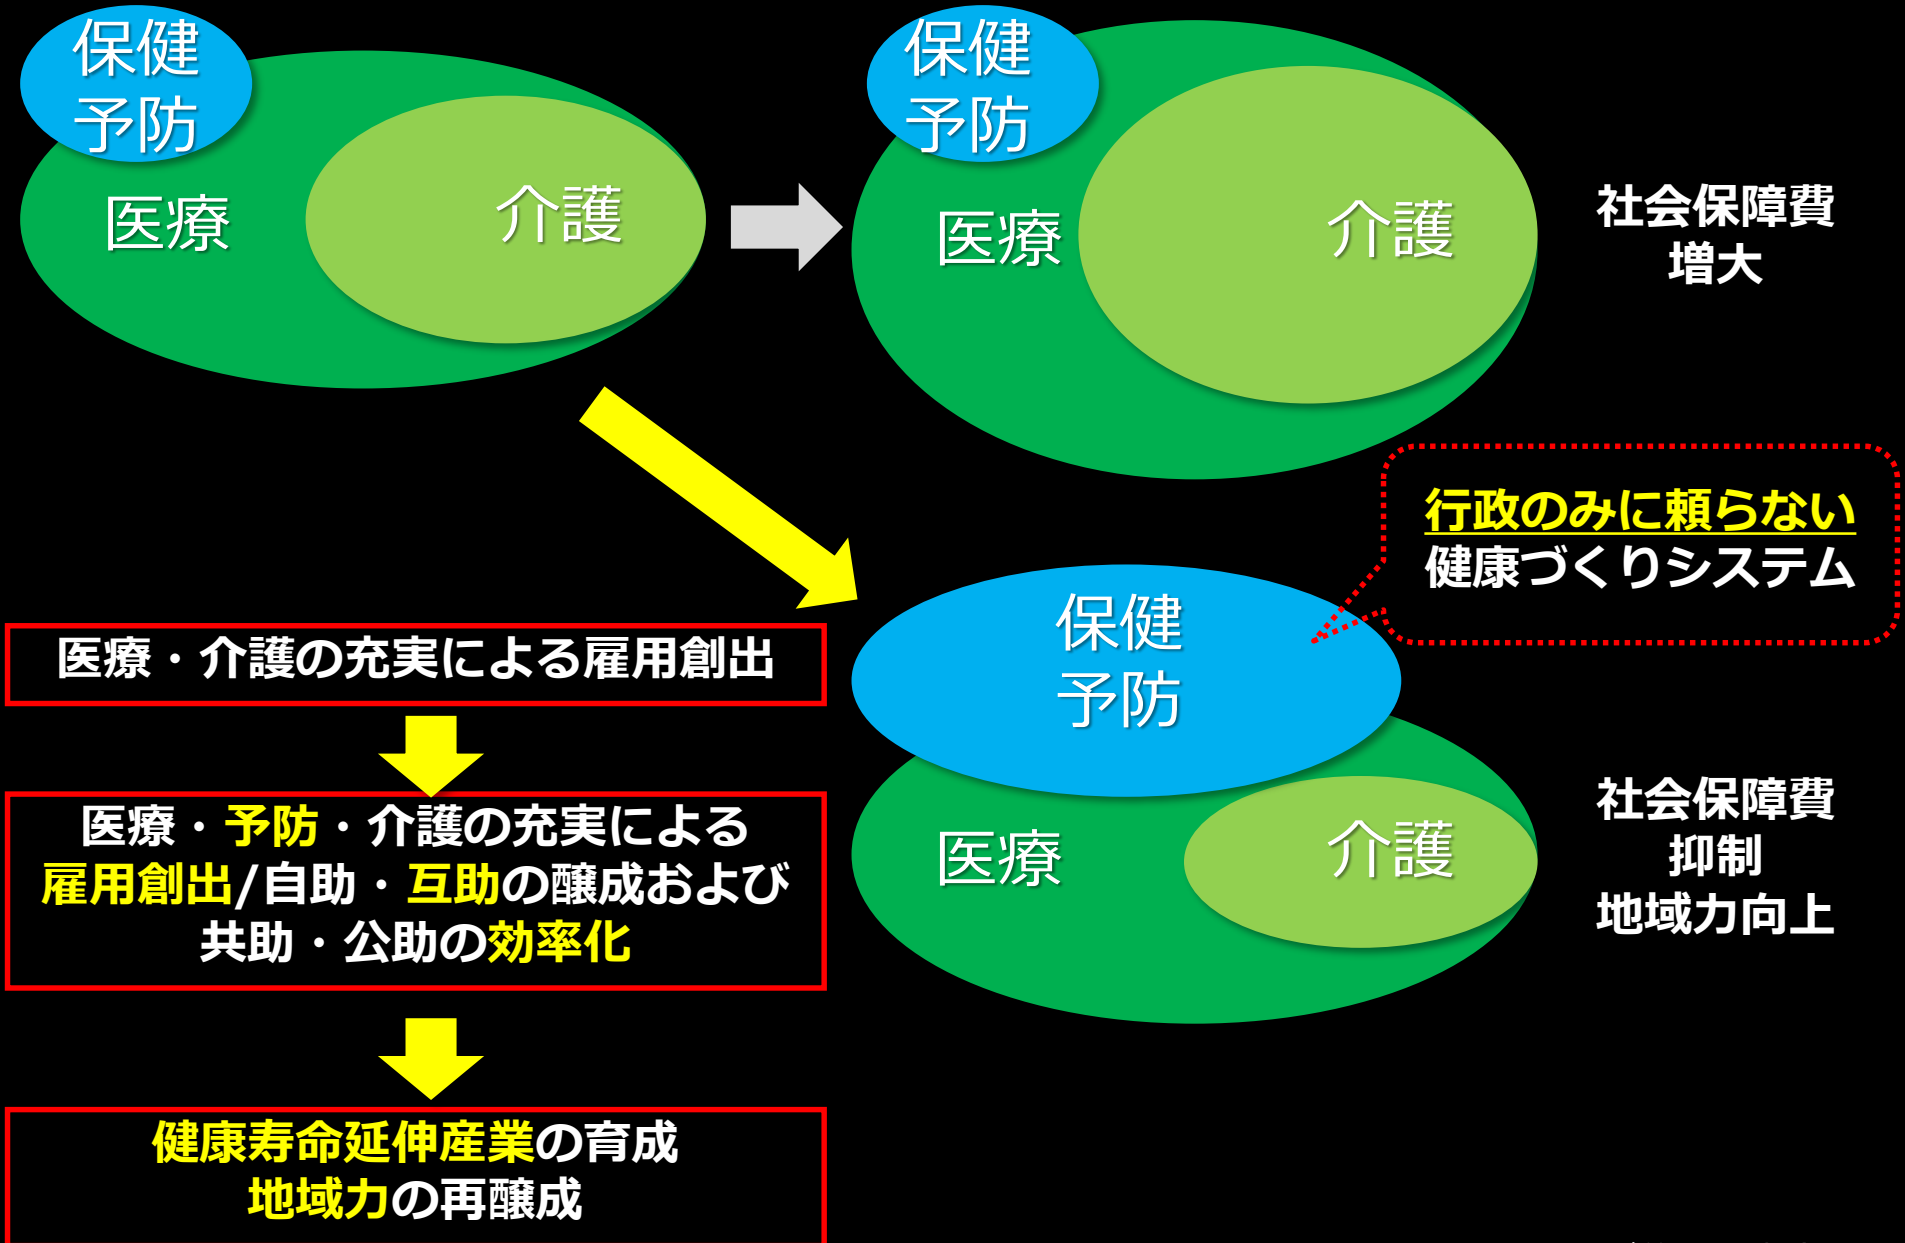 保健
予防
医療
介護
保健
予防
医療
介護
社会保障費
増大
行政のみに頼らない
健康づくりシステム
保健
予防
医療
介護
社会保障費
抑制
地域力向上
医療・介護の充実による雇用創出
医療・予防・介護の充実による
雇用創出/自助・互助の醸成および
共助・公助の効率化
健康寿命延伸産業の育成
地域力の再醸成